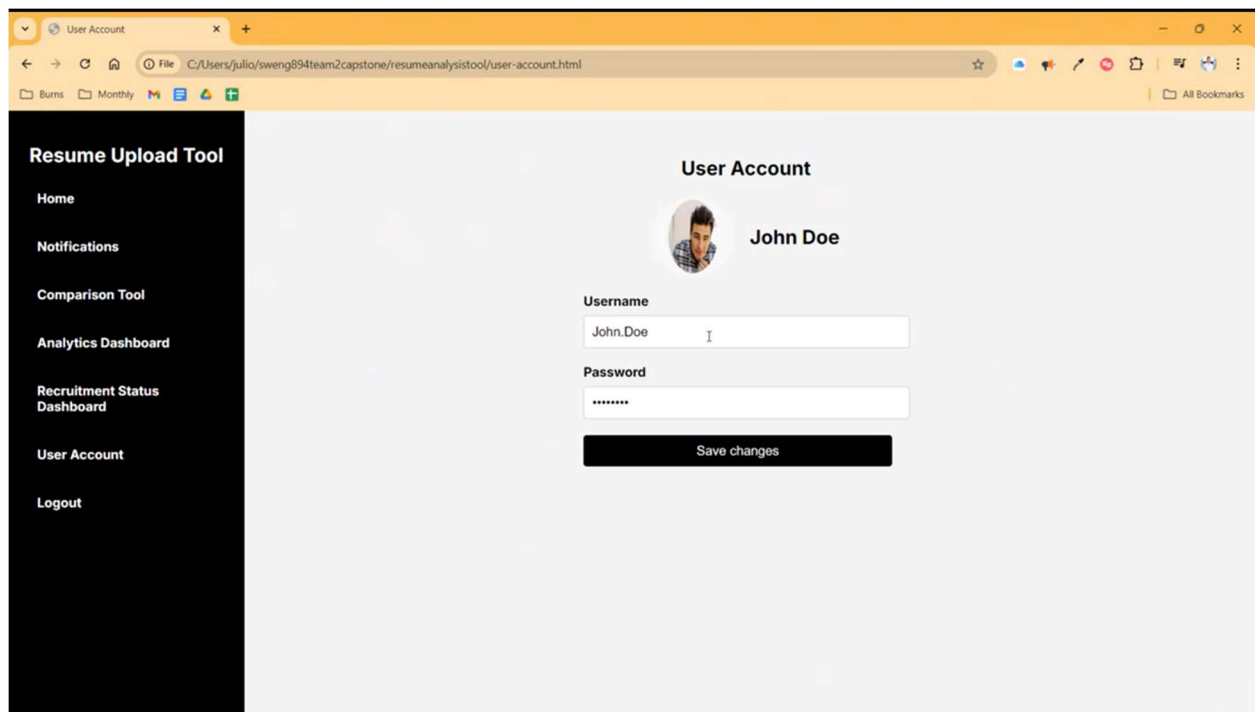 User Account
File C:/Users/julio/sweng894team2capstone/resumeanalysistool/user-account.html
Burns Monthly All Bookmarks
Resume Upload Tool
Home
Notifications
Comparison Tool
Analytics Dashboard
Recruitment Status
Dashboard
User Account
Logout
User Account
John Doe
Username
John.Doe
Password
••••••••
Save changes